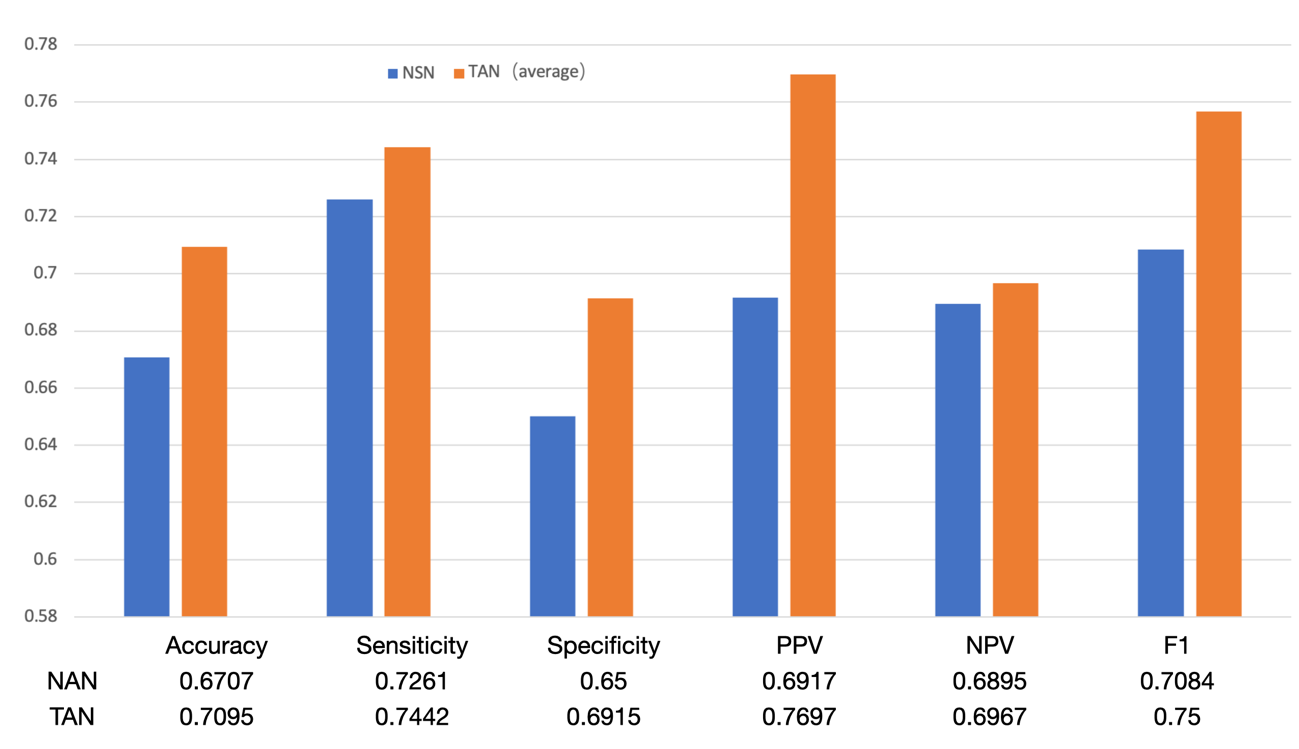 0.78
NSN TAN（average）
0.76
0.74
0.72
0.7
0.68
0.66
0.64
0.62
0.6
0.58
Accuracy Sensiticity Specificity PPV NPV F1
NAN 0.6707 0.7261 0.65 0.6917 0.6895 0.7084
TAN 0.7095 0.7442 0.6915 0.7697 0.6967 0.75